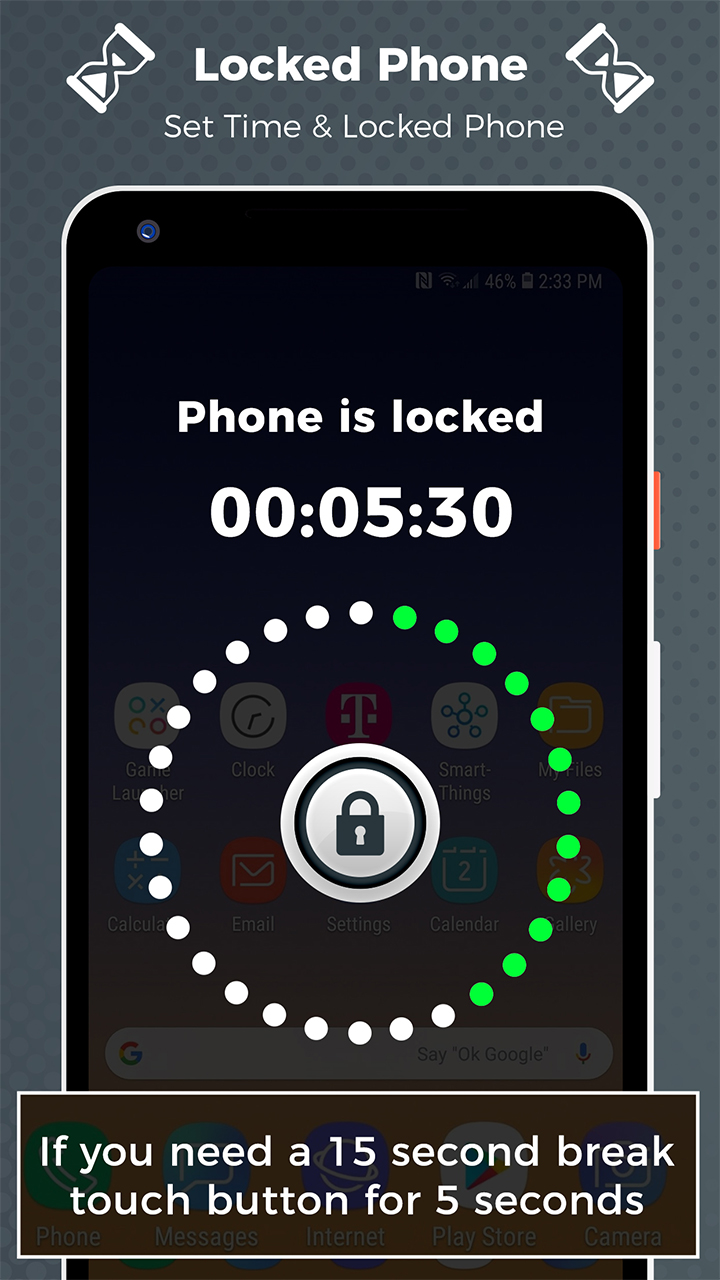 Locked Phone
Set Time & Locked Phone
46% 2:33 PM
Phone is locked
00:05:30
Game
Launcher
Clock
T
Smart-
Things
My Files
Calcula
Email
Settings
2
Calendar
Gallery
G
Say "Ok Google"
If you need a 15 second break
touch button for 5 seconds
Phone
Messages
Internet
Play Store
Camera